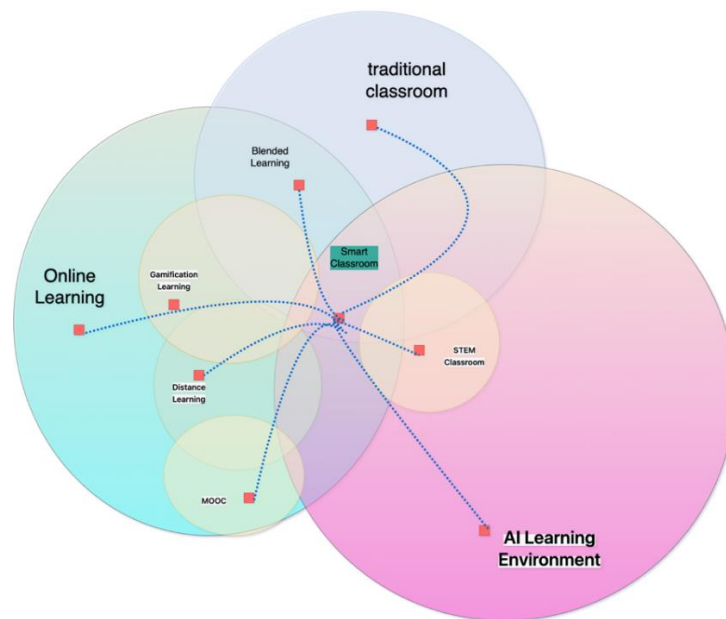 traditional
classroom
Blended
Learning
Smart
Classroom
Online
Learning
Gamification
Learning
STEM
Classroom
Distance
Learning
MOOC
AI Learning
Environment